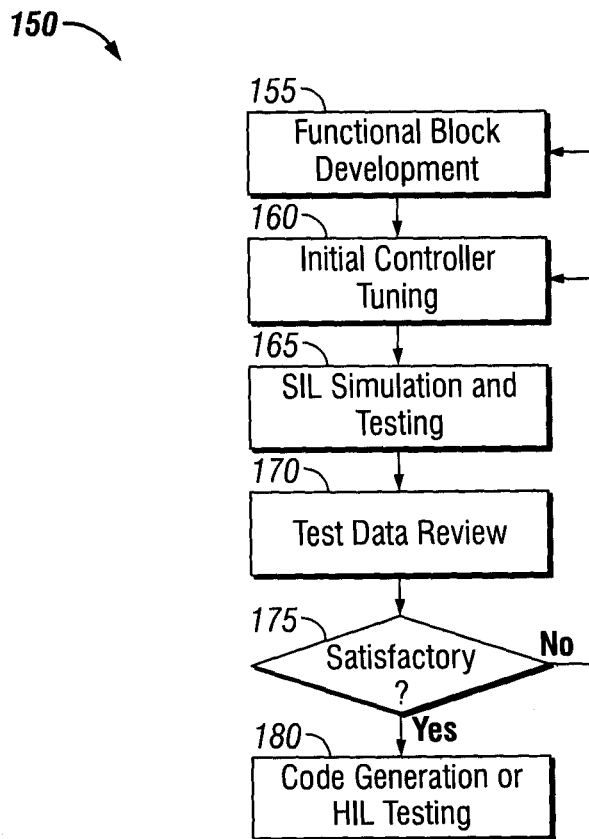 150
155
Functional Block
Development
160
Initial Controller
Tuning
165
SIL Simulation and
Testing
170
Test Data Review
175
Satisfactory
?
No
Yes
180
Code Generation or
HIL Testing